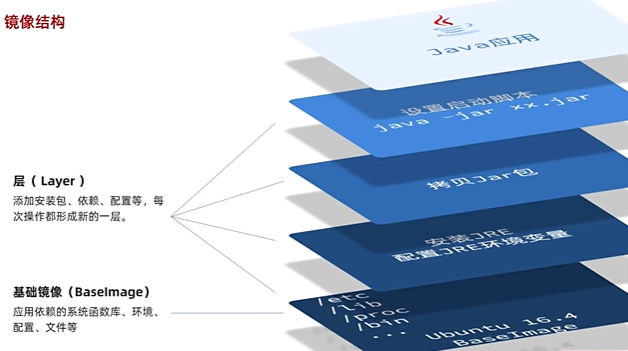 镜像结构
Java应用
设置启动脚本
java -jar xx.jar
拷贝Jar包
安装JRE
配置JRE环境变量
层（ Layer ）
添加安装包、依赖、配置等，每
次操作都形成新的一层。
基础镜像（BaseImage）
应用依赖的系统函数库、环境、
配置、文件等
/etc
/lib
/proc
/bin
... Ubuntu 16.4
BaseImage